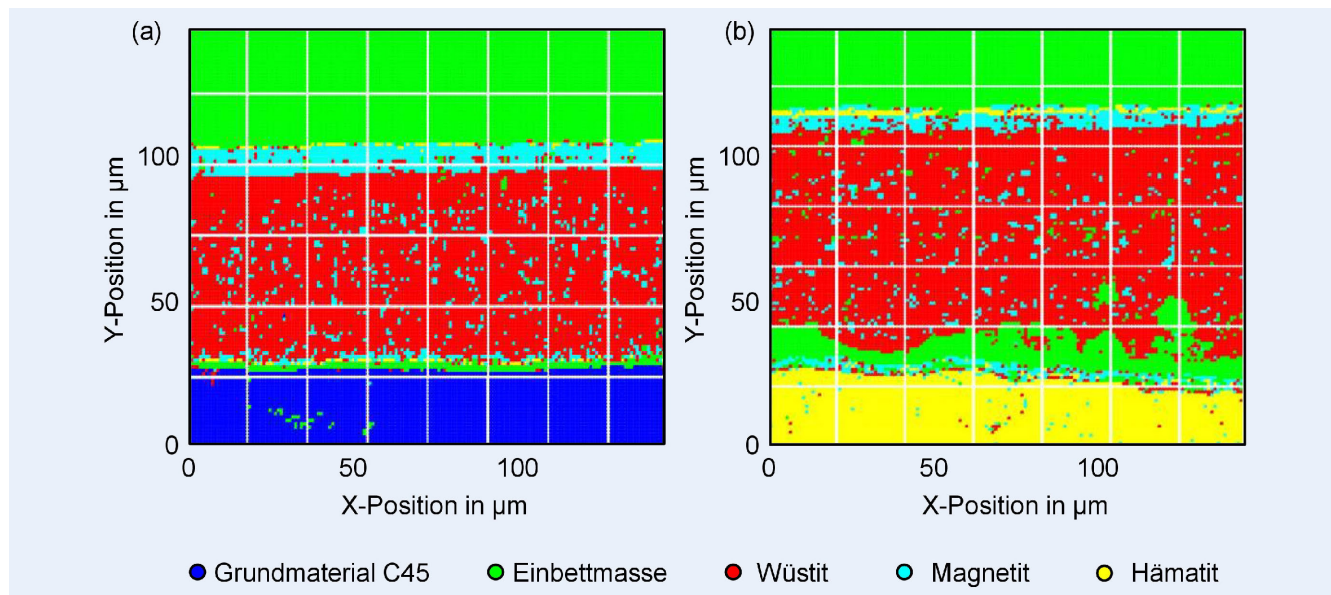 (a)
Y-Position in µm
100
50
0
0 50 100
X-Position in µm
(b)
Y-Position in µm
100
50
0
0 50 100
X-Position in µm
Grundmaterial C45 Einbettmasse Wüstit Magnetit Hämatit